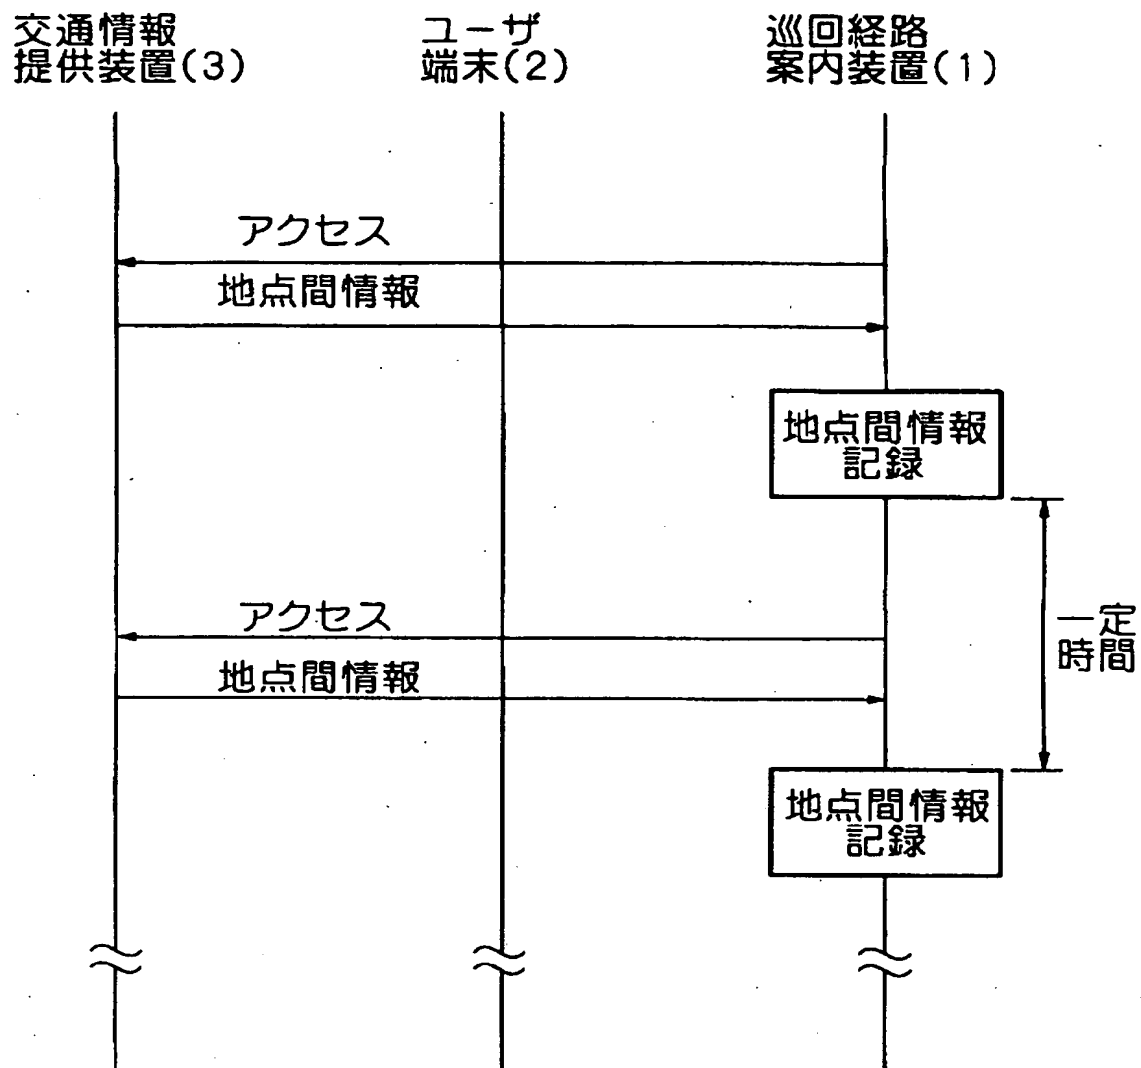 交通情報
提供装置(3)
ユーザ
端末(2)
巡回経路
案内装置(1)
アクセス
地点間情報
地点間情報
記録
アクセス
地点間情報
一定
時間
地点間情報
記録